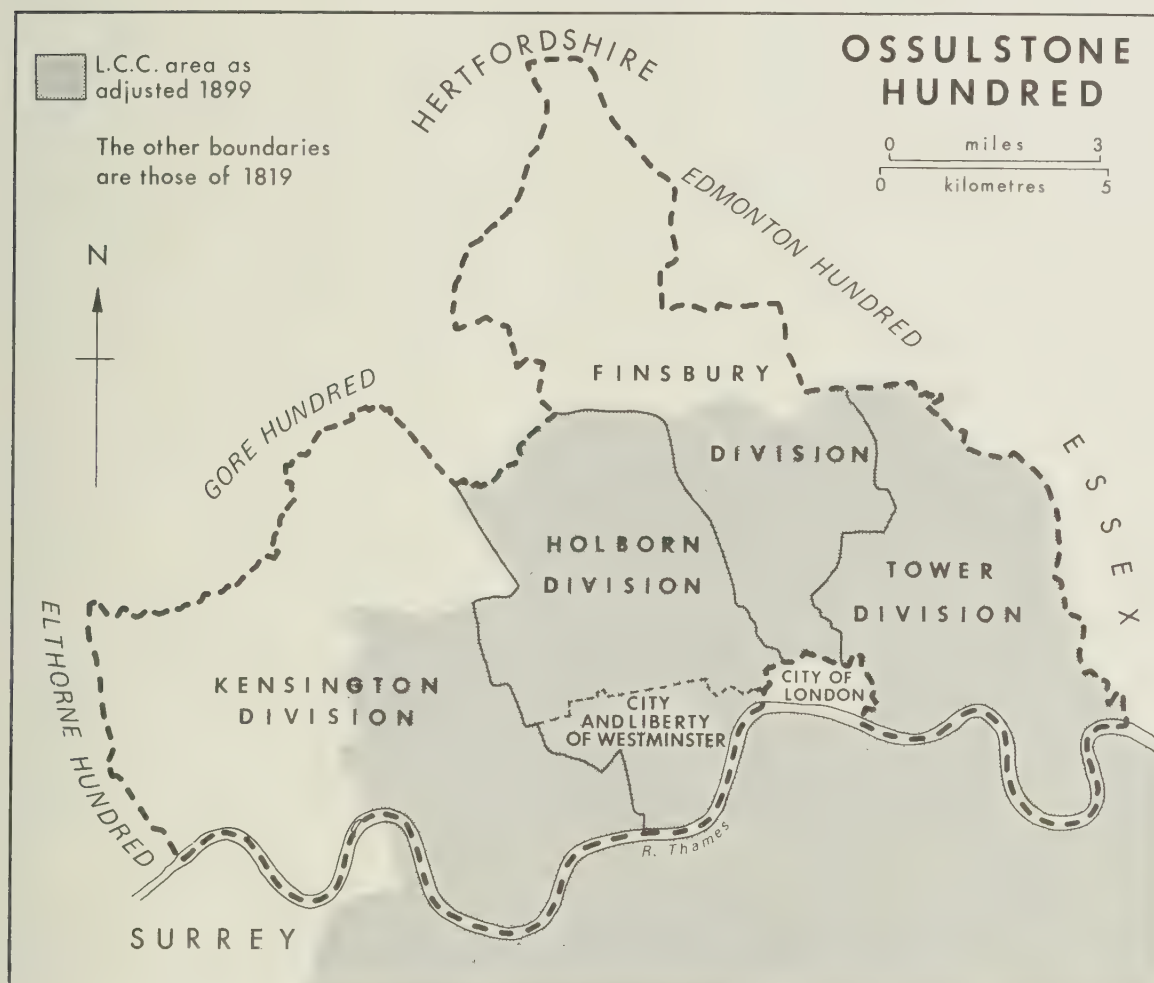 OSSULSTONE
HUNDRED
0 miles 3
0 kilometres 5
L.C.C. area as
adjusted 1899
The other boundaries
are those of 1819
N
HERTFORDSHIRE
EDMONTON HUNDRED
GORE HUNDRED
ELTHORNE HUNDRED
ESSEX
FINSBURY
DIVISION
HOLBORN
DIVISION
TOWER
DIVISION
KENSINGTON
DIVISION
CITY OF
LONDON
CITY
AND LIBERTY
OF WESTMINSTER
R. Thames
SURREY